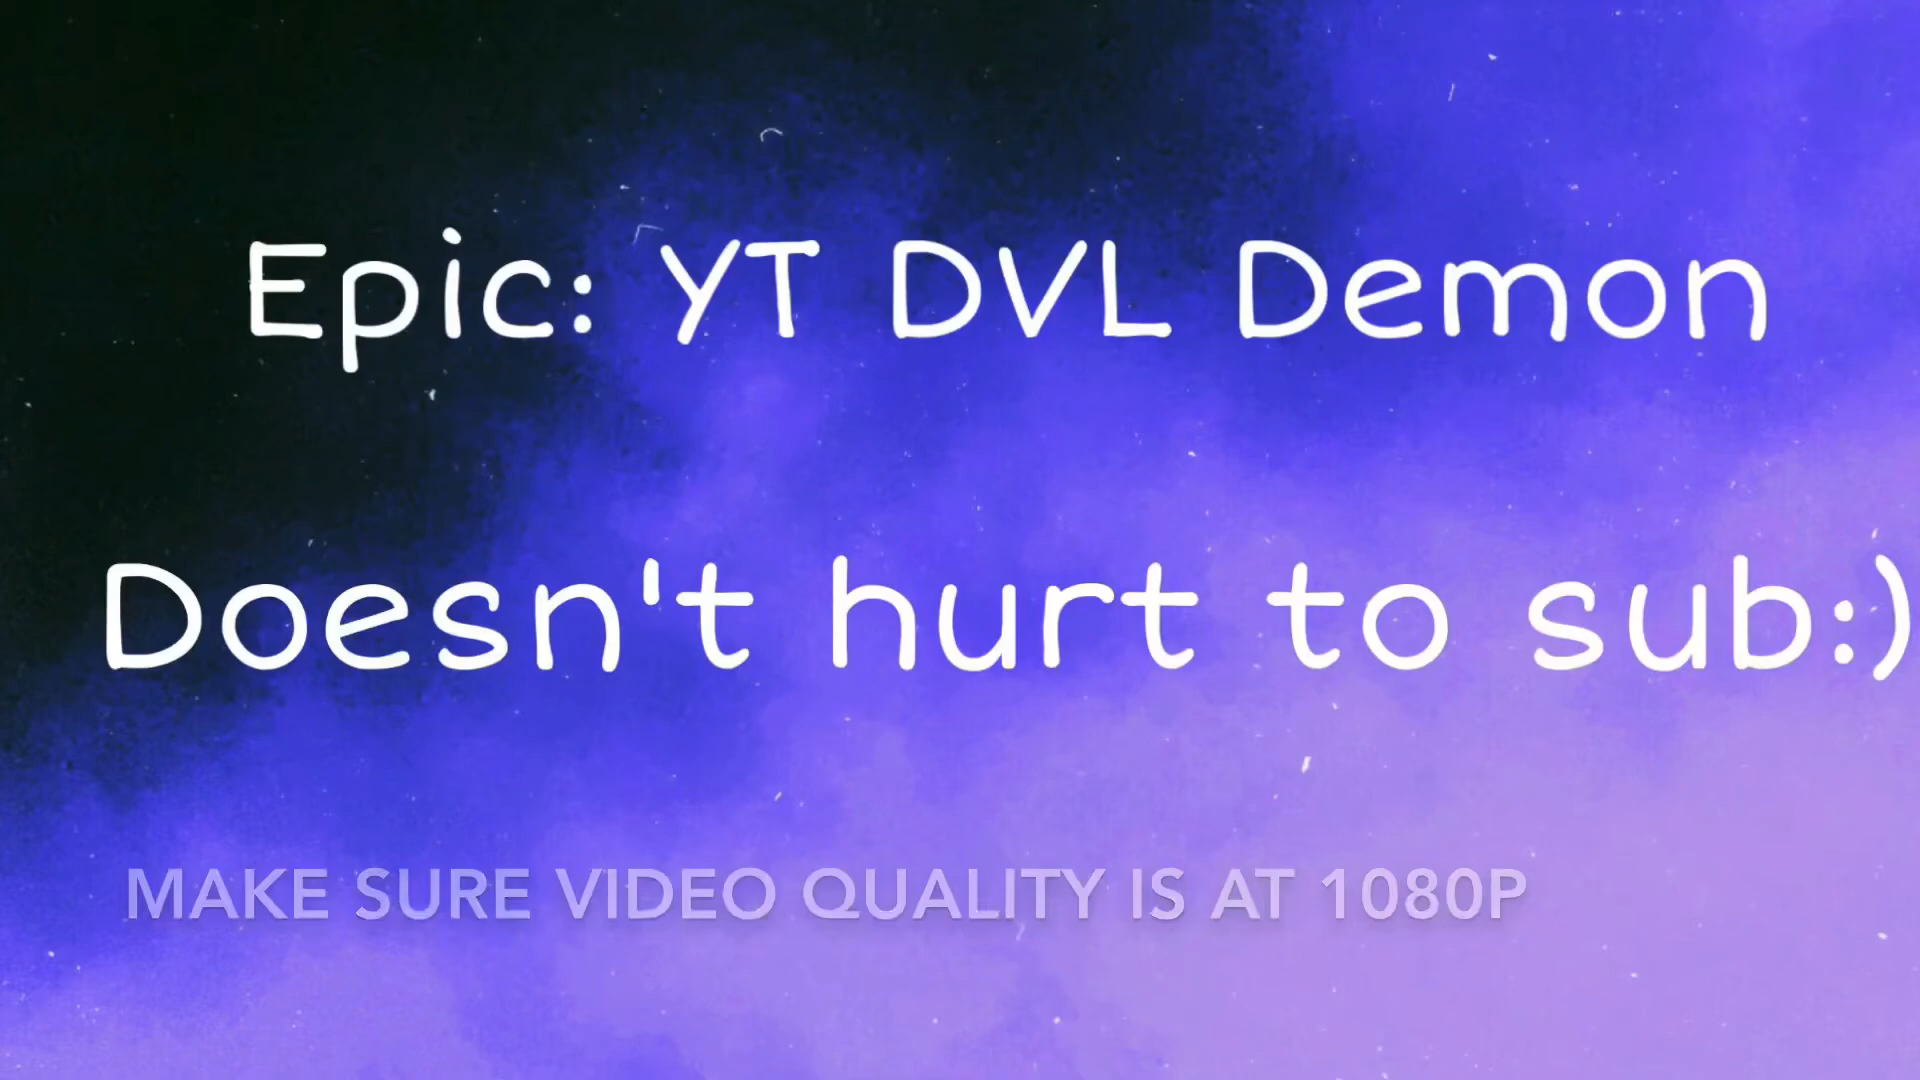 Epic: YT DVL Demon
Doesn't hurt to sub:)
MAKE SURE VIDEO QUALITY IS AT 1080P